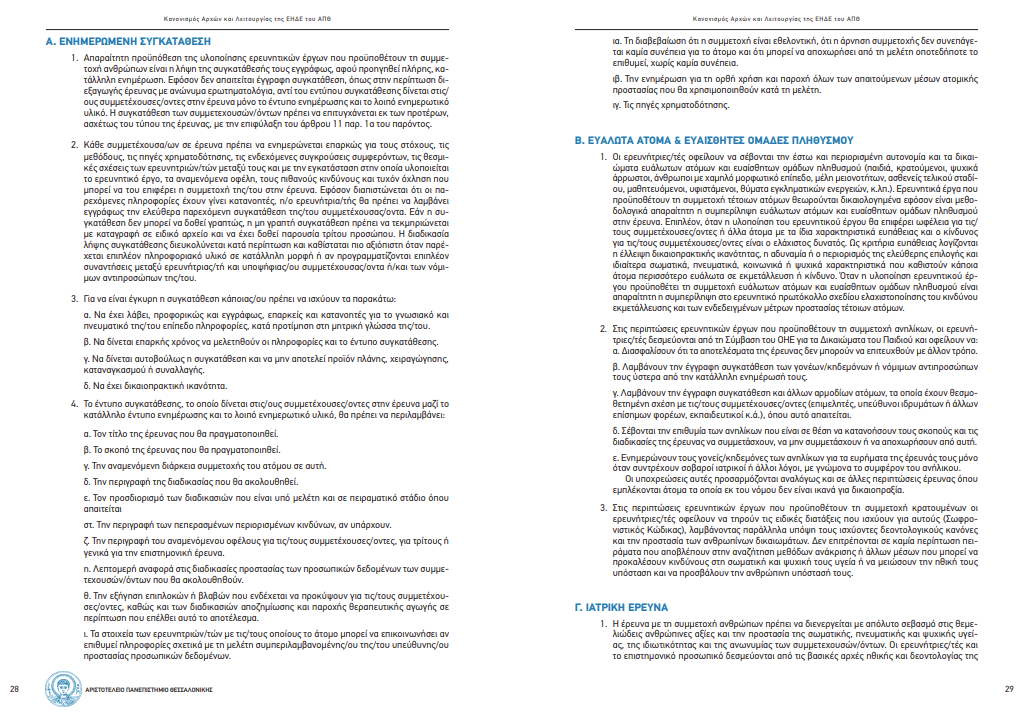 Κανονισμός Αρχών και Λειτουργίας της ΕΗΔΕ του ΑΠΘ
Α. ΕΝΗΜΕΡΩΜΕΝΗ ΣΥΓΚΑΤΑΘΕΣΗ
1. Απαραίτητη προϋπόθεση της υλοποίησης ερευνητικών έργων που προϋποθέτουν τη συμμε-
τοχή ανθρώπων είναι η λήψη της συγκατάθεσής τους εγγράφως, αφού προηγηθεί πλήρης, κα-
τάλληλη ενημέρωση. Εφόσον δεν απαιτείται έγγραφη συγκατάθεση, όπως στην περίπτωση δι-
εξαγωγής έρευνας με ανώνυμα ερωτηματολόγια, αντί του εντύπου συγκατάθεσης δίνεται στις/
ους συμμετέχουσες/οντες στην έρευνα μόνο το έντυπο ενημέρωσης και το λοιπό ενημερωτικό
υλικό. Η συγκατάθεση των συμμετεχουσών/όντων πρέπει να επιτυγχάνεται εκ των προτέρων,
ασχέτως του τύπου της έρευνας, με την επιφύλαξη του άρθρου 11 παρ. 1α του παρόντος.
2. Κάθε συμμετέχουσα/ων σε έρευνα πρέπει να ενημερώνεται επαρκώς για τους στόχους, τις
μεθόδους, τις πηγές χρηματοδότησης, τις ενδεχόμενες συγκρούσεις συμφερόντων, τις θεσμι-
κές σχέσεις των ερευνητριών/τών μεταξύ τους και με την εγκατάσταση στην οποία υλοποιείται
το ερευνητικό έργο, τα αναμενόμενα οφέλη, τους πιθανούς κινδύνους και τυχόν όχληση που
μπορεί να του επιφέρει η συμμετοχή της/του στην έρευνα. Εφόσον διαπιστώνεται ότι οι πα-
ρεχόμενες πληροφορίες έχουν γίνει κατανοητές, η/ο ερευνήτρια/τής θα πρέπει να λαμβάνει
εγγράφως την ελεύθερα παρεχόμενη συγκατάθεση της/του συμμετέχουσας/οντα. Εάν η συ-
γκατάθεση δεν μπορεί να δοθεί γραπτώς, η μη γραπτή συγκατάθεση πρέπει να τεκμηριώνεται
με καταγραφή σε ειδικό αρχείο και να έχει δοθεί παρουσία τρίτου προσώπου. Η διαδικασία
λήψης συγκατάθεσης διευκολύνεται κατά περίπτωση και καθίσταται πιο αξιόπιστη όταν παρέ-
χεται επιπλέον πληροφοριακό υλικό σε κατάλληλη μορφή ή αν προγραμματίζονται επιπλέον
συναντήσεις μεταξύ ερευνήτριας/τή και υποψήφιας/ου συμμετέχουσας/οντα ή/και των νόμι-
μων αντιπροσώπων της/του.
3. Για να είναι έγκυρη η συγκατάθεση κάποιας/ου πρέπει να ισχύουν τα παρακάτω:
α. Να έχει λάβει, προφορικώς και εγγράφως, επαρκείς και κατανοητές για το γνωσιακό και
πνευματικό της/του επίπεδο πληροφορίες, κατά προτίμηση στη μητρική γλώσσα της/του.
β. Να δίνεται επαρκής χρόνος να μελετηθούν οι πληροφορίες και το έντυπο συγκατάθεσης.
γ. Να δίνεται αυτοβούλως η συγκατάθεση και να μην αποτελεί προϊόν πλάνης, χειραγώγησης,
καταναγκασμού ή συναλλαγής.
δ. Να έχει δικαιοπρακτική ικανότητα.
4. Το έντυπο συγκατάθεσης, το οποίο δίνεται στις/ους συμμετέχουσες/οντες στην έρευνα μαζί το
κατάλληλο έντυπο ενημέρωσης και το λοιπό ενημερωτικό υλικό, θα πρέπει να περιλαμβάνει:
α. Τον τίτλο της έρευνας που θα πραγματοποιηθεί.
β. Το σκοπό της έρευνας που θα πραγματοποιηθεί.
γ. Την αναμενόμενη διάρκεια συμμετοχής του ατόμου σε αυτή.
δ. Την περιγραφή της διαδικασίας που θα ακολουθηθεί.
ε. Τον προσδιορισμό των διαδικασιών που είναι υπό μελέτη και σε πειραματικό στάδιο όπου
απαιτείται
στ. Την περιγραφή των πεπερασμένων περιορισμένων κινδύνων, αν υπάρχουν.
ζ. Την περιγραφή του αναμενόμενου οφέλους για τις/τους συμμετέχουσες/οντες, για τρίτους ή
γενικά για την επιστημονική έρευνα.
η. Λεπτομερή αναφορά στις διαδικασίες προστασίας των προσωπικών δεδομένων των συμμε-
τεχουσών/όντων που θα ακολουθηθούν.
θ. Την εξήγηση επιπλοκών ή βλαβών που ενδέχεται να προκύψουν για τις/τους συμμετέχου-
σες/οντες, καθώς και των διαδικασιών αποζημίωσης και παροχής θεραπευτικής αγωγής σε
περίπτωση που επέλθει αυτό το αποτέλεσμα.
ι. Τα στοιχεία των ερευνητριών/τών με τις/τους οποίους το άτομο μπορεί να επικοινωνήσει αν
επιθυμεί πληροφορίες σχετικά με τη μελέτη συμπεριλαμβανομένης/ου της/του υπεύθυνης/ου
προστασίας προσωπικών δεδομένων.
28
ΑΡΙΣΤΟΤΕΛΕΙΟ ΠΑΝΕΠΙΣΤΗΜΙΟ ΘΕΣΣΑΛΟΝΙΚΗΣ
Κανονισμός Αρχών και Λειτουργίας της ΕΗΔΕ του ΑΠΘ
ια. Τη διαβεβαίωση ότι η συμμετοχή είναι εθελοντική, ότι η άρνηση συμμετοχής δεν συνεπάγε-
ται καμία συνέπεια για το άτομο και ότι μπορεί να αποχωρήσει από τη μελέτη οποτεδήποτε το
επιθυμεί, χωρίς καμία συνέπεια.
ιβ. Την ενημέρωση για τη ορθή χρήση και παροχή όλων των απαιτούμενων μέσων ατομικής
προστασίας που θα χρησιμοποιηθούν κατά τη μελέτη.
ιγ. Τις πηγές χρηματοδότησης.
Β. ΕΥΑΛΩΤΑ ΑΤΟΜΑ & ΕΥΑΙΣΘΗΤΕΣ ΟΜΑΔΕΣ ΠΛΗΘΥΣΜΟΥ
1. Οι ερευνήτριες/τές οφείλουν να σέβονται την έστω και περιορισμένη αυτονομία και τα δικαι-
ώματα ευάλωτων ατόμων και ευαίσθητων ομάδων πληθυσμού (παιδιά, κρατούμενοι, ψυχικά
άρρωστοι, άνθρωποι με χαμηλό μορφωτικό επίπεδο, μέλη μειονοτήτων, ασθενείς τελικού σταδί-
ου, μαθητευόμενοι, υφιστάμενοι, θύματα εγκληματικών ενεργειών, κ.λπ.). Ερευνητικά έργα που
προϋποθέτουν τη συμμετοχή τέτοιων ατόμων θεωρούνται δικαιολογημένα εφόσον είναι μεθο-
δολογικά απαραίτητη η συμπερίληψη ευάλωτων ατόμων και ευαίσθητων ομάδων πληθυσμού
στην έρευνα. Επιπλέον, όταν η υλοποίηση του ερευνητικού έργου θα επιφέρει ωφέλεια για τις/
τους συμμετέχουσες/οντες ή άλλα άτομα με τα ίδια χαρακτηριστικά ευπάθειας και ο κίνδυνος
για τις/τους συμμετέχουσες/οντες είναι ο ελάχιστος δυνατός. Ως κριτήρια ευπάθειας λογίζονται
η έλλειψη δικαιοπρακτικής ικανότητας, η αδυναμία ή ο περιορισμός της ελεύθερης επιλογής και
ιδιαίτερα σωματικά, πνευματικά, κοινωνικά ή ψυχικά χαρακτηριστικά που καθιστούν κάποια
άτομα περισσότερο ευάλωτα σε εκμετάλλευση ή κίνδυνο. Όταν η υλοποίηση ερευνητικού έρ-
γου προϋποθέτει τη συμμετοχή ευάλωτων ατόμων και ευαίσθητων ομάδων πληθυσμού είναι
απαραίτητη η συμπερίληψη στο ερευνητικό πρωτόκολλο σχεδίου ελαχιστοποίησης του κινδύνου
εκμετάλλευσης και των ενδεδειγμένων μέτρων προστασίας τέτοιων ατόμων.
2. Στις περιπτώσεις ερευνητικών έργων που προϋποθέτουν τη συμμετοχή ανηλίκων, οι ερευνή-
τριες/τές δεσμεύονται από τη Σύμβαση του ΟΗΕ για τα Δικαιώματα του Παιδιού και οφείλουν να:
α. Διασφαλίσουν ότι τα αποτελέσματα της έρευνας δεν μπορούν να επιτευχθούν με άλλον τρόπο.
β. Λαμβάνουν την έγγραφη συγκατάθεση των γονέων/κηδεμόνων ή νόμιμων αντιπροσώπων
τους ύστερα από την κατάλληλη ενημέρωσή τους.
γ. Λαμβάνουν την έγγραφη συγκατάθεση και άλλων αρμοδίων ατόμων, τα οποία έχουν θεσμο-
θετημένη σχέση με τις/τους συμμετέχουσες/οντες (επιμελητές, υπεύθυνοι ιδρυμάτων ή άλλων
επίσημων φορέων, εκπαιδευτικοί κ.ά.), όπου αυτό απαιτείται.
δ. Σέβονται την επιθυμία των ανηλίκων που είναι σε θέση να κατανοήσουν τους σκοπούς και τις
διαδικασίες της έρευνας να συμμετάσχουν, να μην συμμετάσχουν ή να αποχωρήσουν από αυτή.
ε. Ενημερώνουν τους γονείς/κηδεμόνες των ανηλίκων για τα ευρήματα της έρευνάς τους μόνο
όταν συντρέχουν σοβαροί ιατρικοί ή άλλοι λόγοι, με γνώμονα το συμφέρον του ανήλικου.
Οι υποχρεώσεις αυτές προσαρμόζονται αναλόγως και σε άλλες περιπτώσεις έρευνας όπου
εμπλέκονται άτομα τα οποία εκ του νόμου δεν είναι ικανά για δικαιοπραξία.
3. Στις περιπτώσεις ερευνητικών έργων που προϋποθέτουν τη συμμετοχή κρατουμένων οι
ερευνήτριες/τές οφείλουν να τηρούν τις ειδικές διατάξεις που ισχύουν για αυτούς (Σωφρο-
νιστικός Κώδικας), λαμβάνοντας παράλληλα υπόψη τους ισχύοντες δεοντολογικούς κανόνες
και την προστασία των ανθρωπίνων δικαιωμάτων. Δεν επιτρέπονται σε καμία περίπτωση πει-
ράματα που αποβλέπουν στην αναζήτηση μεθόδων ανάκρισης ή άλλων μέσων που μπορεί να
προκαλέσουν κινδύνους στη σωματική και ψυχική τους υγεία ή να μειώσουν την ηθική τους
υπόσταση και να προσβάλουν την ανθρώπινη υπόστασή τους.
Γ. ΙΑΤΡΙΚΗ ΕΡΕΥΝΑ
1. Η έρευνα με τη συμμετοχή ανθρώπων πρέπει να διενεργείται με απόλυτο σεβασμό στις θεμε-
λιώδεις ανθρώπινες αξίες και την προστασία της σωματικής, πνευματικής και ψυχικής υγεί-
ας, της ιδιωτικότητας και της ανωνυμίας των συμμετεχουσών/όντων. Οι ερευνήτριες/τές και
το επιστημονικό προσωπικό δεσμεύονται από τις βασικές αρχές ηθικής και δεοντολογίας της
29